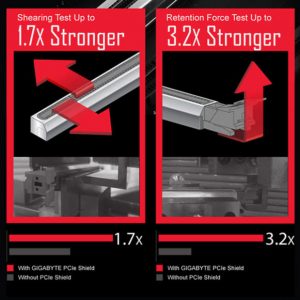 Shearing Test Up to
1.7X Stronger
Retention Force Test Up to
3.2X Stronger
1.7x
With GIGABYTE PCIe Shield
Without PCIe Shield
3.2x
With GIGABYTE PCIe Shield
Without PCIe Shield